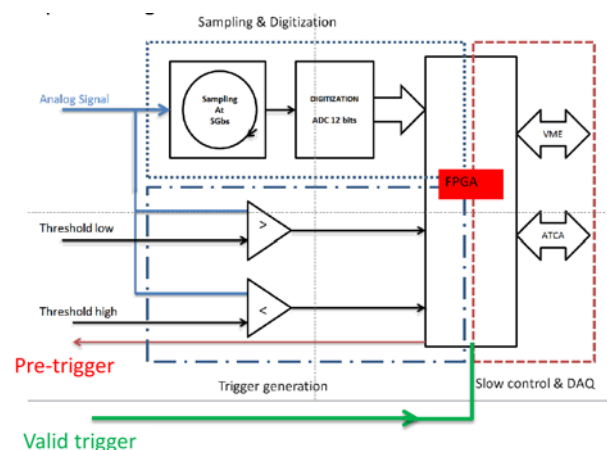 Sampling & Digitization
Analog Signal
Sampling
At
5Gbs
DIGITIZATION
ADC 12 bits
VME
FPGA
Threshold low
>
ATCA
Threshold high
<
Pre-trigger
Trigger generation
Slow control & DAQ
Valid trigger